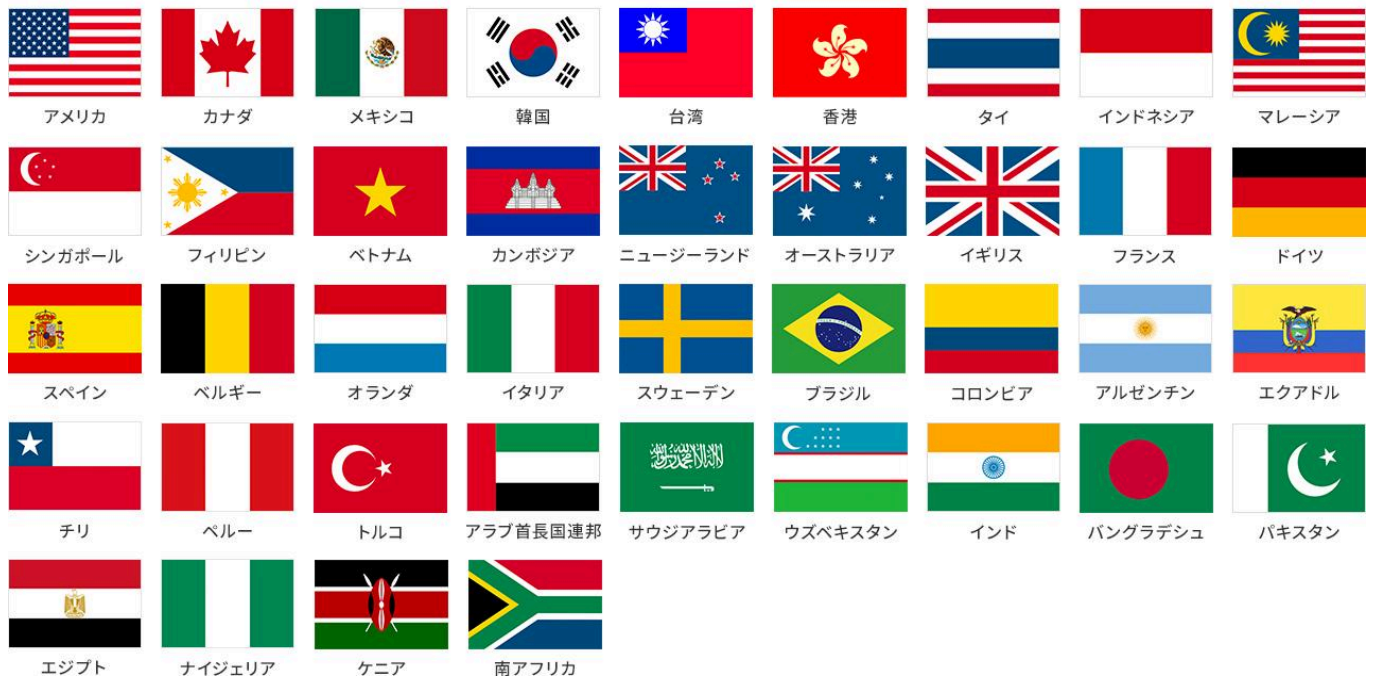 アメリカ カナダ メキシコ 韓国 台湾 香港 タイ インドネシア マレーシア
シンガポール フィリピン ベトナム カンボジア ニュージーランド オーストラリア イギリス フランス ドイツ
スペイン ベルギー オランダ イタリア スウェーデン ブラジル コロンビア アルゼンチン エクアドル
チリ ペルー トルコ アラブ首長国連邦 サウジアラビア ウズベキスタン インド バングラデシュ パキスタン
エジプト ナイジェリア ケニア 南アフリカ